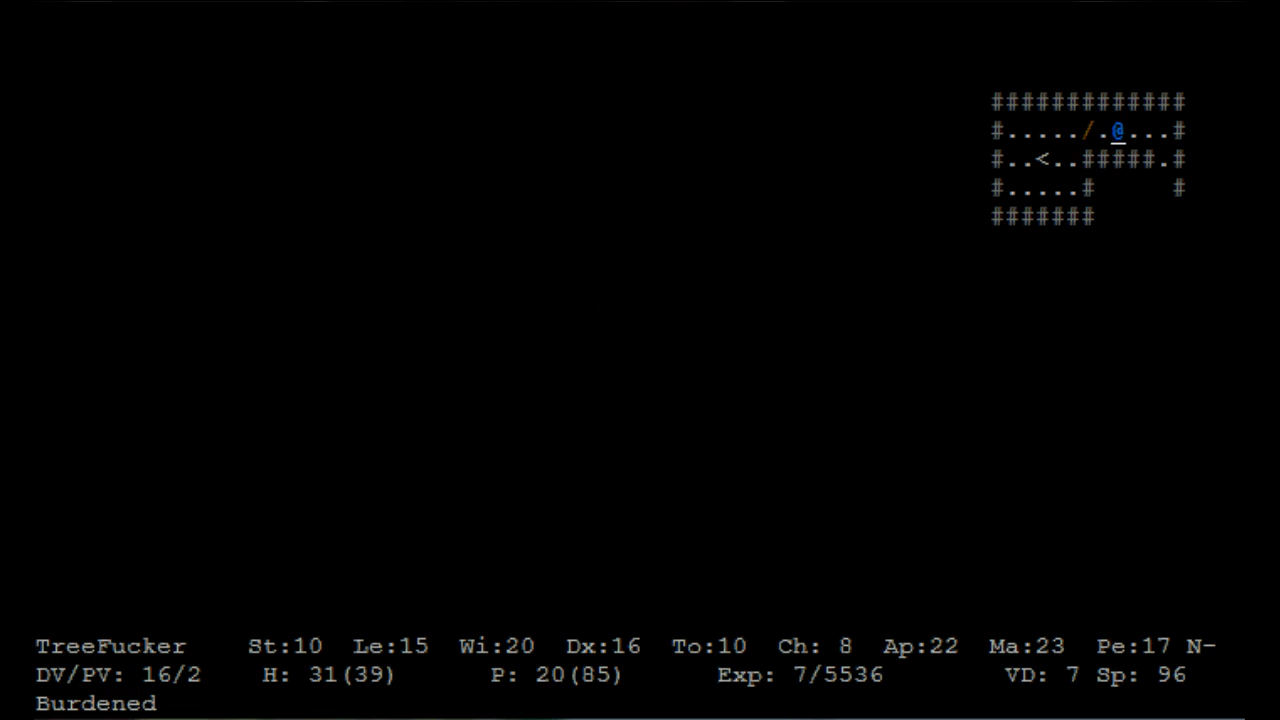 #############
#...../.@...#
#..<..#####.#
#.....#     #
#######
TreeFucker    St:10  Le:15  Wi:20  Dx:16  To:10  Ch: 8  Ap:22  Ma:23  Pe:17 N-
DV/PV: 16/2    H: 31(39)      P: 20(85)      Exp: 7/5536        VD: 7 Sp: 96
Burdened